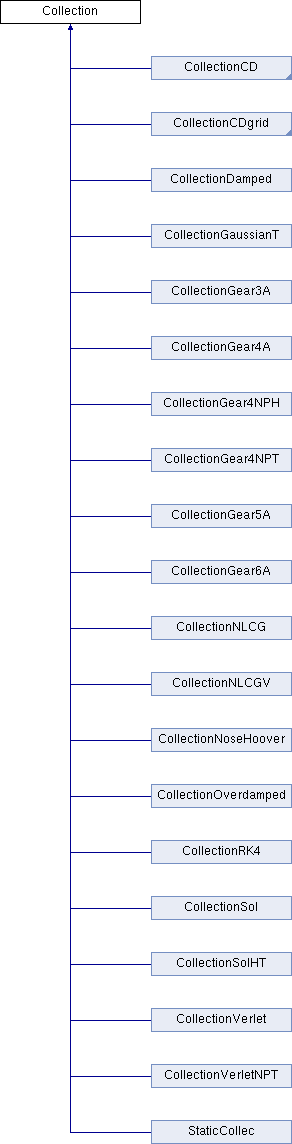 Collection
CollectionCD
CollectionCDgrid
CollectionDamped
CollectionGaussianT
CollectionGear3A
CollectionGear4A
CollectionGear4NPH
CollectionGear4NPT
CollectionGear5A
CollectionGear6A
CollectionNLCG
CollectionNLCGV
CollectionNoseHoover
CollectionOverdamped
CollectionRK4
CollectionSol
CollectionSolHT
CollectionVerlet
CollectionVerletNPT
StaticCollec